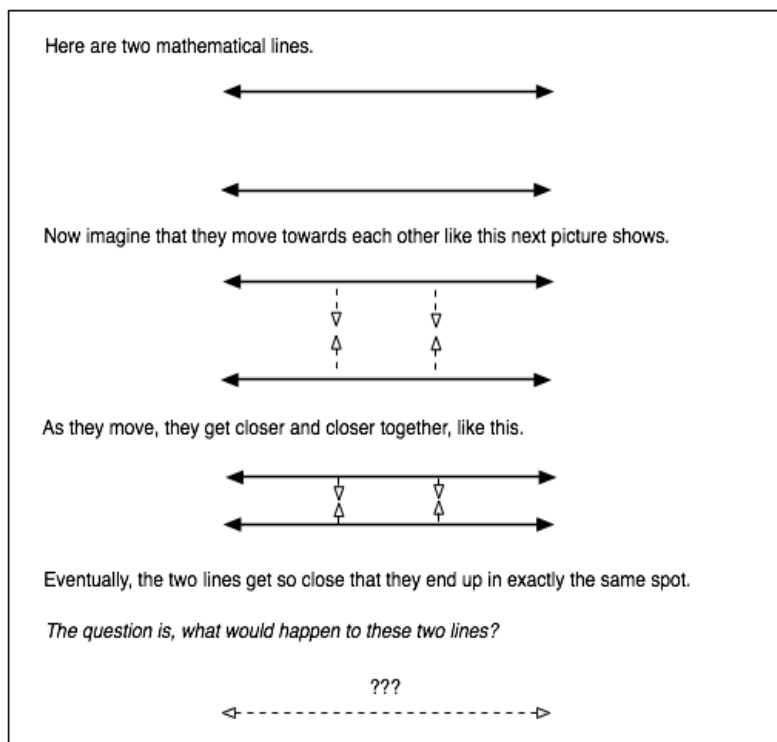 Here are two mathematical lines.
Now imagine that they move towards each other like this next picture shows.
As they move, they get closer and closer together, like this.
Eventually, the two lines get so close that they end up in exactly the same spot.
The question is, what would happen to these two lines?
???